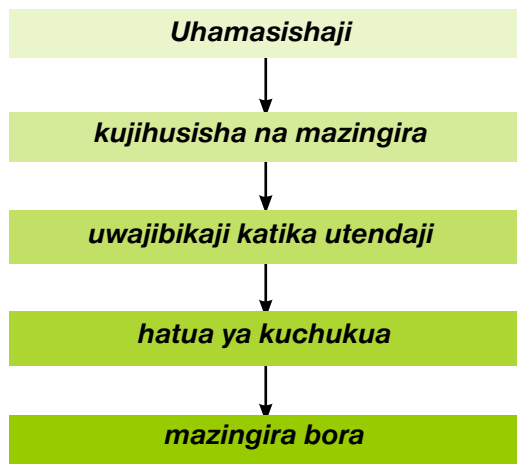 Uhamasishaji
kujihusisha na mazingira
uwajibikaji katika utendaji
hatua ya kuchukua
mazingira bora